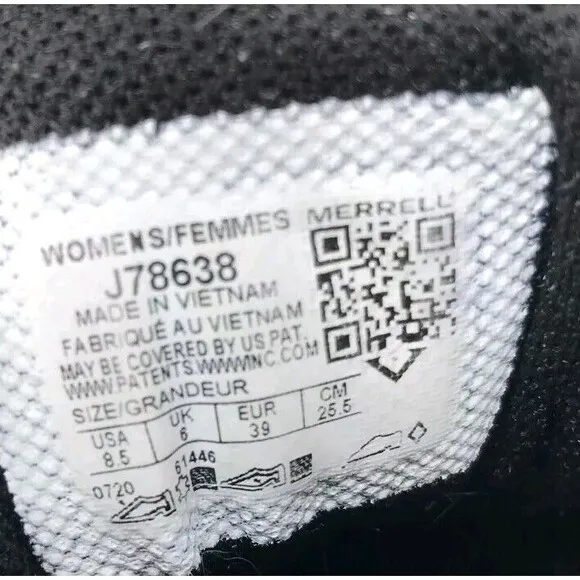 WOMENS/FEMMES MERRELL
J78638
MADE IN VIETNAM
FABRIQUÉ AU VIETNAM
MAY BE COVERED BY US PAT.
WWW.PATENTS.WWWINC.COM
SIZE/GRANDEUR
USA UK EUR CM
8.5 6 39 25.5
0720 61446